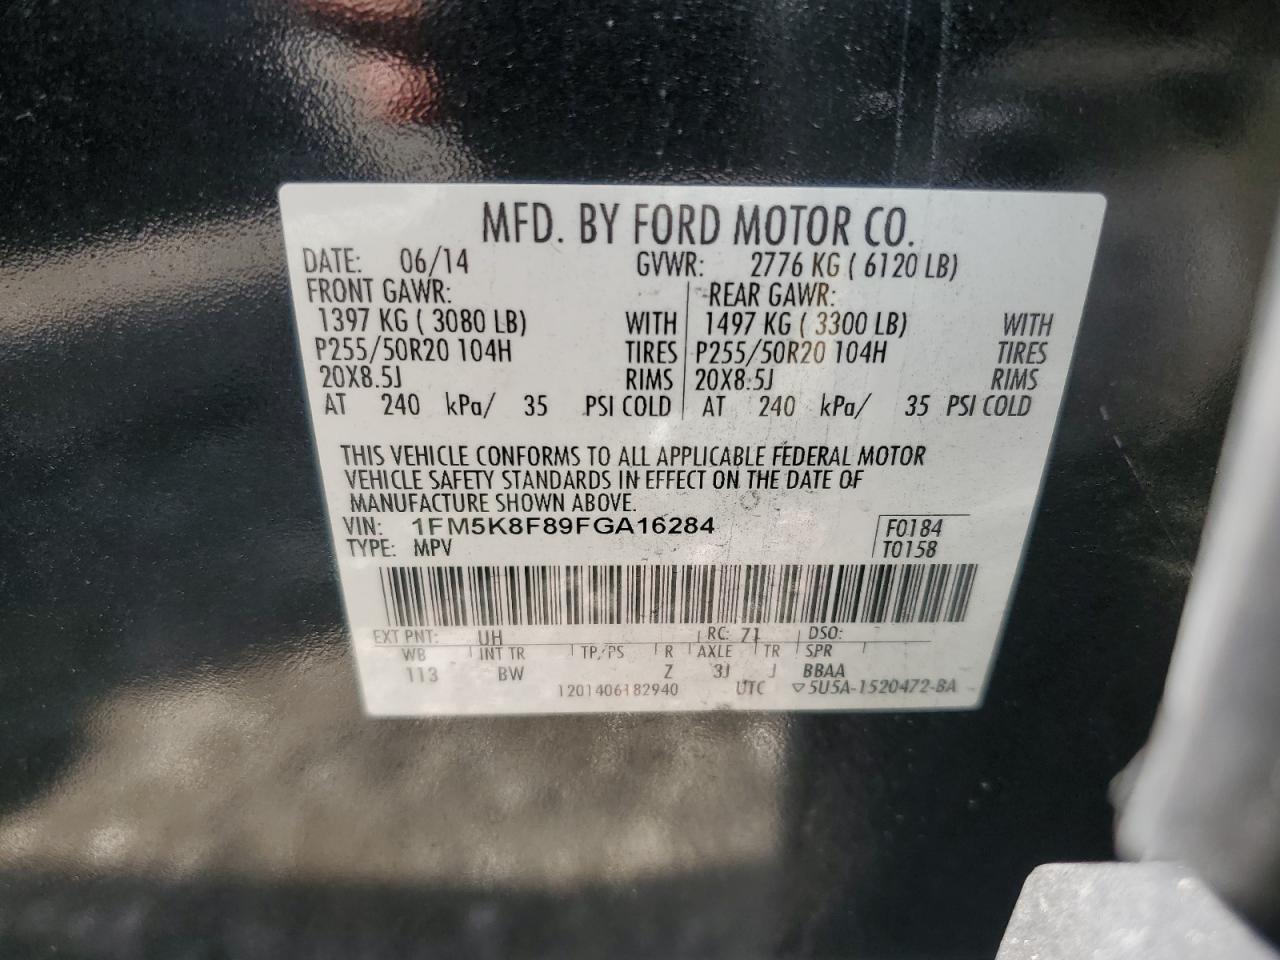 MFD. BY FORD MOTOR CO.
DATE: 06/14 GVWR: 2776 KG ( 6120 LB)
FRONT GAWR: REAR GAWR:
1397 KG ( 3080 LB) WITH 1497 KG ( 3300 LB) WITH
P255/50R20 104H TIRES P255/50R20 104H TIRES
20X8.5J RIMS 20X8.5J RIMS
AT 240 kPa/ 35 PSI COLD AT 240 kPa/ 35 PSI COLD
THIS VEHICLE CONFORMS TO ALL APPLICABLE FEDERAL MOTOR
VEHICLE SAFETY STANDARDS IN EFFECT ON THE DATE OF
MANUFACTURE SHOWN ABOVE.
VIN: 1FM5K8F89FGA16284 F0184
TYPE: MPV T0158
EXT PNT: UH RC: 71 DSO:
WB INT TR TP/PS R AXLE TR SPR
113 BW Z 3J J BBAA
1201406182940 UTC ▽5U5A-1520472-BA